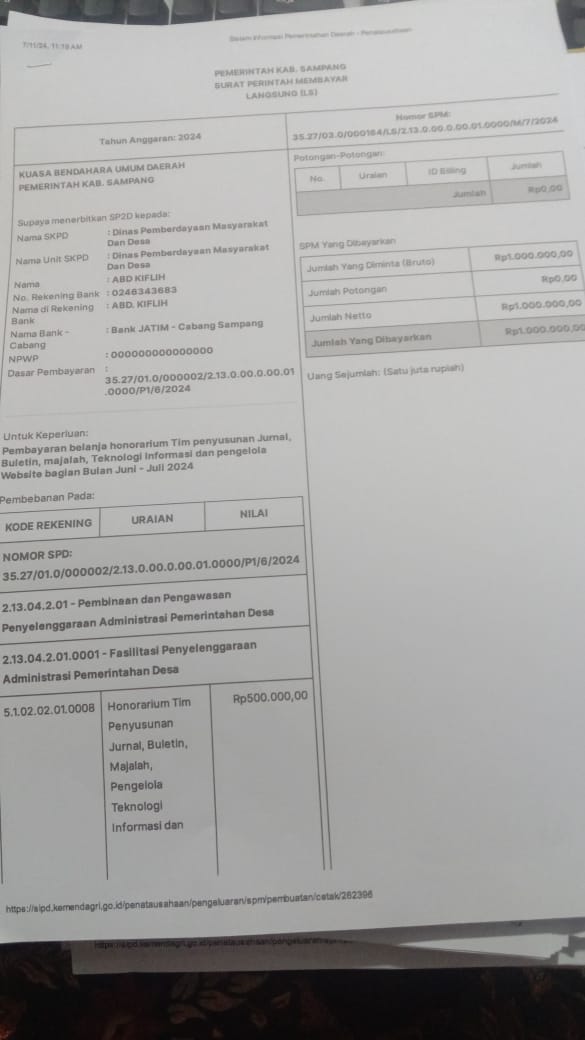 7/11/24, 11:19 AM
Sistem Informasi Pemerintahan Daerah - Penatausahaan
PEMERINTAH KAB. SAMPANG
SURAT PERINTAH MEMBAYAR
LANGSUNG (LS)
Tahun Anggaran: 2024
Nomor SPM:
35.27/03.0/000164/LS/2.13.0.00.0.00.01.0000/M/7/2024
KUASA BENDAHARA UMUM DAERAH
PEMERINTAH KAB. SAMPANG
Supaya menerbitkan SP2D kepada:
Nama SKPD : Dinas Pemberdayaan Masyarakat
Dan Desa
Nama Unit SKPD : Dinas Pemberdayaan Masyarakat
Dan Desa
Nama : ABD KIFLIH
No. Rekening Bank : 0246343683
Nama di Rekening : ABD. KIFLIH
Bank
Nama Bank - : Bank JATIM - Cabang Sampang
Cabang
NPWP : 000000000000000
Dasar Pembayaran :
35.27/01.0/000002/2.13.0.00.0.00.01
.0000/P1/6/2024
Potongan-Potongan:
No. Uraian ID Billing Jumlah
Jumlah Rp0,00
SPM Yang Dibayarkan
Jumlah Yang Diminta (Bruto) Rp1.000.000,00
Jumlah Potongan Rp0,00
Jumlah Netto Rp1.000.000,00
Jumlah Yang Dibayarkan Rp1.000.000,00
Uang Sejumlah: (Satu juta rupiah)
Untuk Keperluan:
Pembayaran belanja honorarium Tim penyusunan Jurnal,
Buletin, majalah, Teknologi Informasi dan pengelola
Website bagian Bulan Juni - Juli 2024
Pembebanan Pada:
KODE REKENING URAIAN NILAI
NOMOR SPD:
35.27/01.0/000002/2.13.0.00.0.00.01.0000/P1/6/2024
2.13.04.2.01 - Pembinaan dan Pengawasan
Penyelenggaraan Administrasi Pemerintahan Desa
2.13.04.2.01.0001 - Fasilitasi Penyelenggaraan
Administrasi Pemerintahan Desa
5.1.02.02.01.0008 Honorarium Tim Rp500.000,00
Penyusunan
Jurnal, Buletin,
Majalah,
Pengelola
Teknologi
Informasi dan
https://sipd.kemendagri.go.id/penatausahaan/pengeluaran/spm/pembuatan/cetak/262396